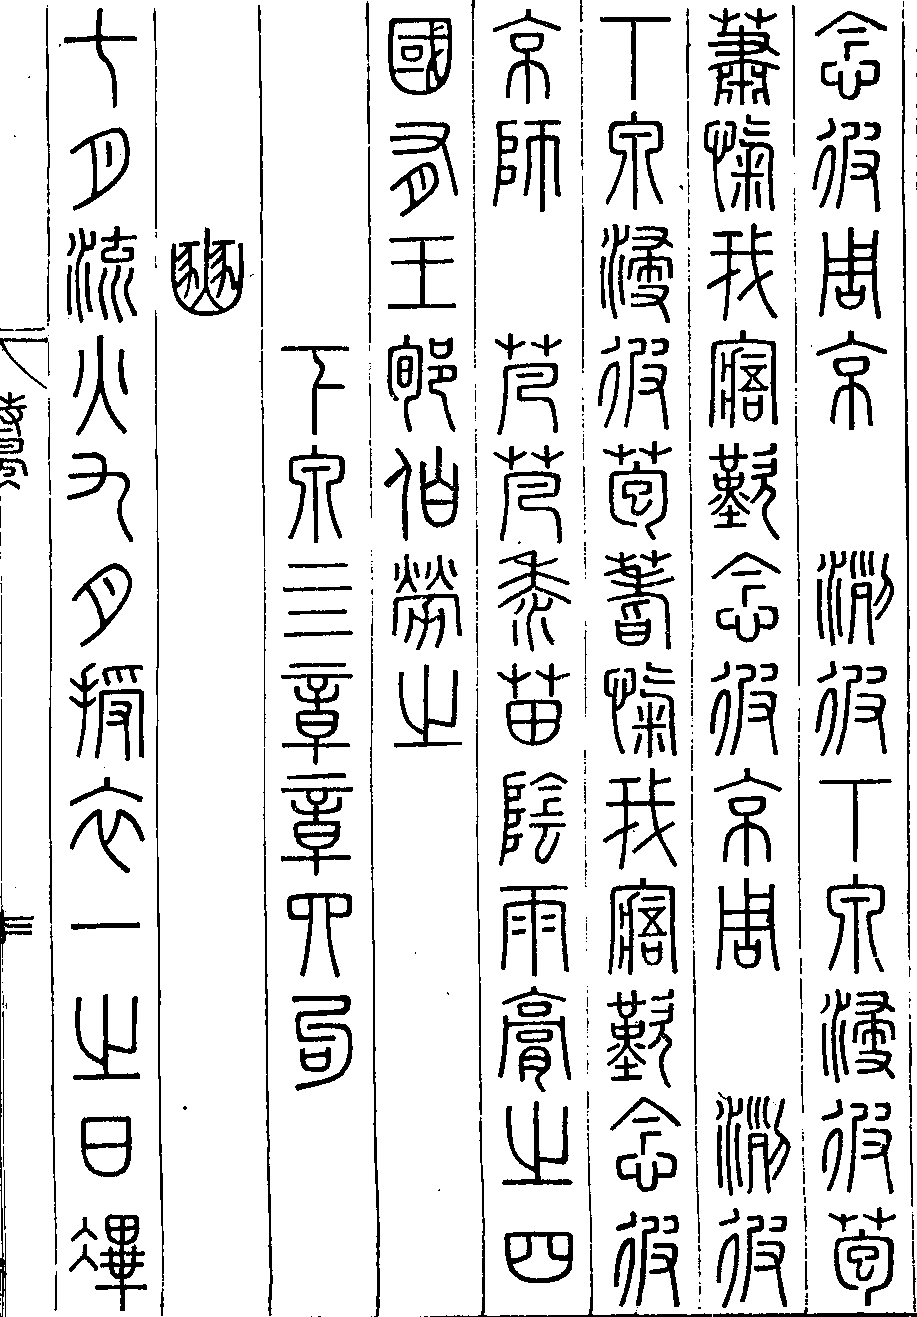 念彼周京　洌彼下泉浸彼苞
蕭愾我寤歎念彼京周　洌彼
下泉浸彼苞蓍愾我寤歎念彼
京師　芃芃黍苗陰雨膏之四
國有王郇伯勞之
下泉亖章章四句
豳
七月流火九月授衣一之日㓖